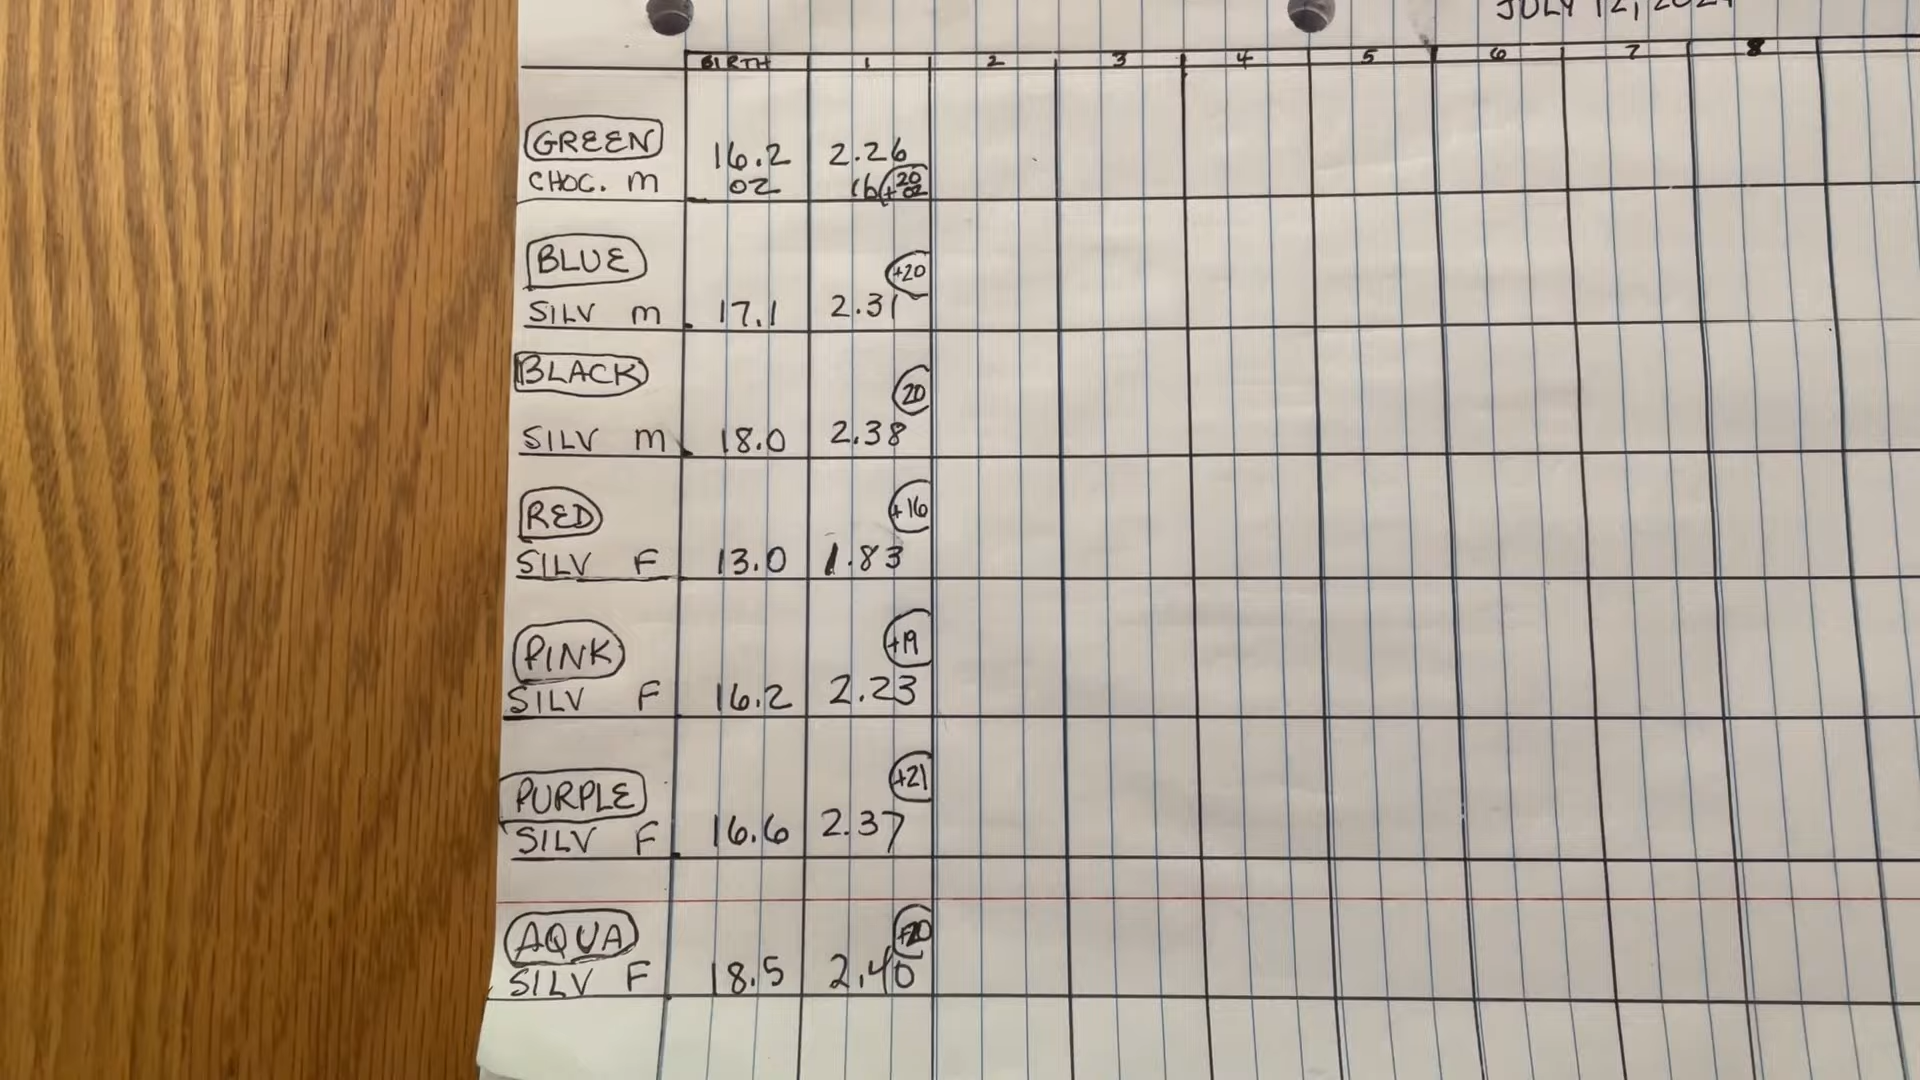 JULY 12, 202
BIRTH 1 2 3 4 5 6 7 8
GREEN 16.2 2.26
CHOC. M OZ lb +20 OZ
BLUE +20
SILV M 17.1 2.31
BLACK 20
SILV M 18.0 2.38
RED +16
SILV F 13.0 1.83
PINK +19
SILV F 16.2 2.23
PURPLE +21
SILV F 16.6 2.37
AQUA +20
SILV F 18.5 2.40